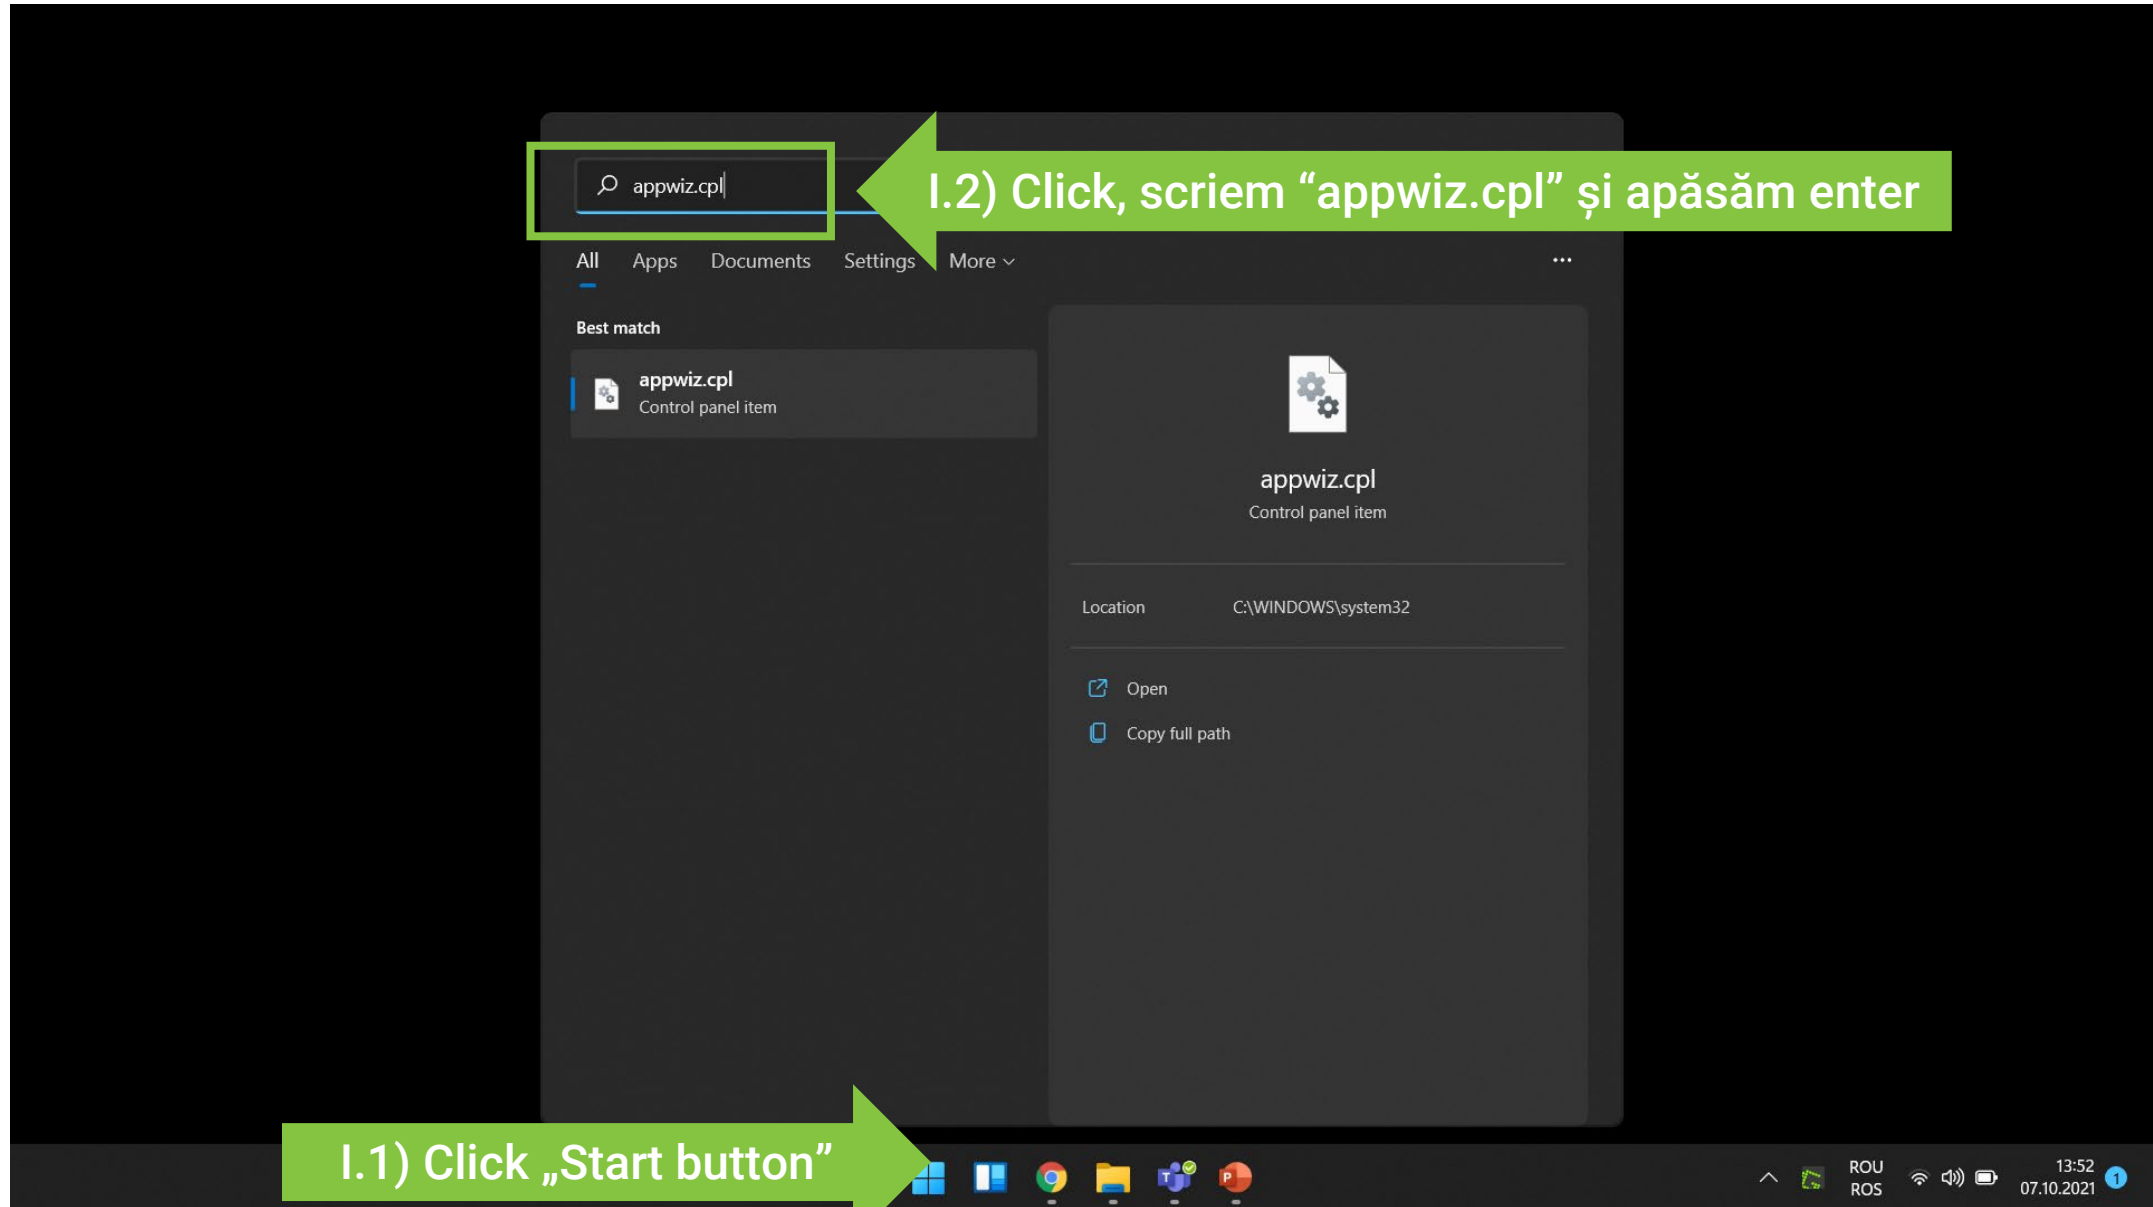 appwiz.cpl
I.2) Click, scriem “appwiz.cpl” și apăsăm enter
All Apps Documents Settings More
Best match
appwiz.cpl
Control panel item
appwiz.cpl
Control panel item
Location C:\WINDOWS\system32
Open
Copy full path
I.1) Click „Start button”
ROU
ROS
13:52
07.10.2021
1